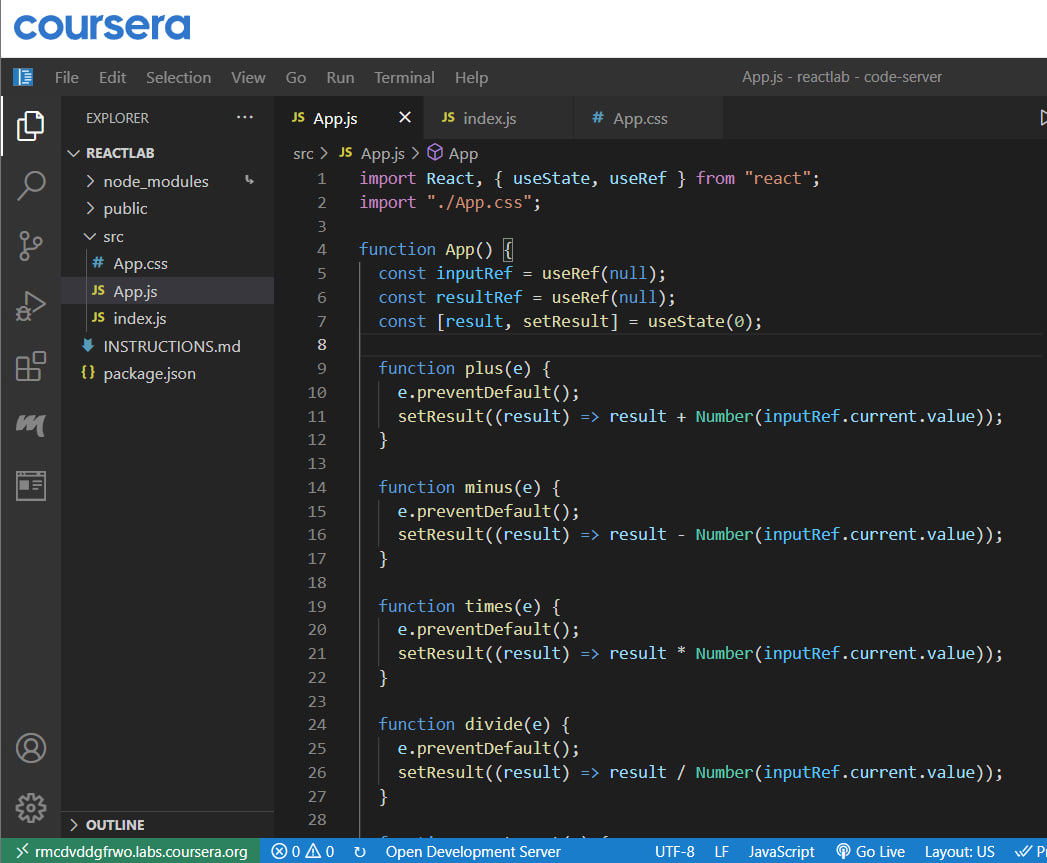 coursera
File Edit Selection View Go Run Terminal Help App.js - reactlab - code-server
EXPLORER ...
REACTLAB
node_modules
public
src
# App.css
JS App.js
JS index.js
INSTRUCTIONS.md
{} package.json
OUTLINE
JS App.js JS index.js # App.css
src > JS App.js > App
1 import React, { useState, useRef } from "react";
2 import "./App.css";
3
4 function App() {
5 const inputRef = useRef(null);
6 const resultRef = useRef(null);
7 const [result, setResult] = useState(0);
8
9 function plus(e) {
10 e.preventDefault();
11 setResult((result) => result + Number(inputRef.current.value));
12 }
13
14 function minus(e) {
15 e.preventDefault();
16 setResult((result) => result - Number(inputRef.current.value));
17 }
18
19 function times(e) {
20 e.preventDefault();
21 setResult((result) => result * Number(inputRef.current.value));
22 }
23
24 function divide(e) {
25 e.preventDefault();
26 setResult((result) => result / Number(inputRef.current.value));
27 }
28
rmcdvddgfrwo.labs.coursera.org 0 0 Open Development Server UTF-8 LF JavaScript Go Live Layout: US